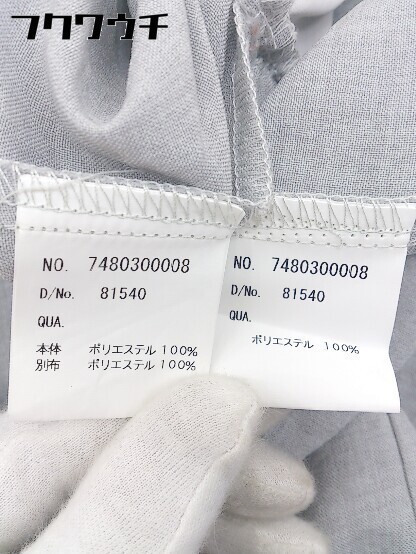 フクワウチ
NO. 7480300008
D/No. 81540
QUA.
本体 ポリエステル 100%
別布 ポリエステル 100%
NO. 7480300008
D/No. 81540
QUA.
ポリエステル 100%